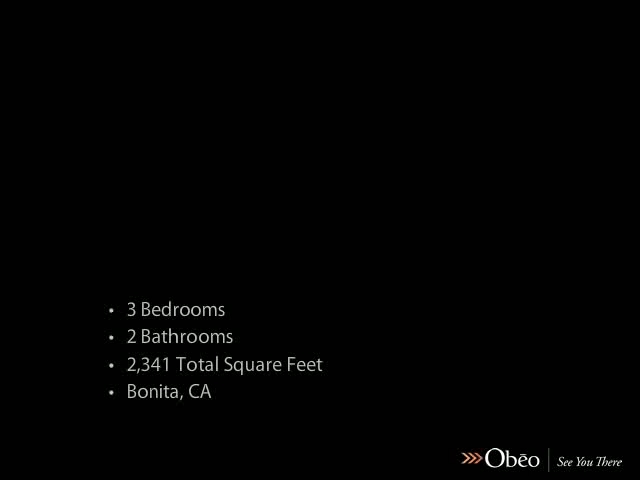 • 3 Bedrooms
• 2 Bathrooms
• 2,341 Total Square Feet
• Bonita, CA
Obēo | See You There